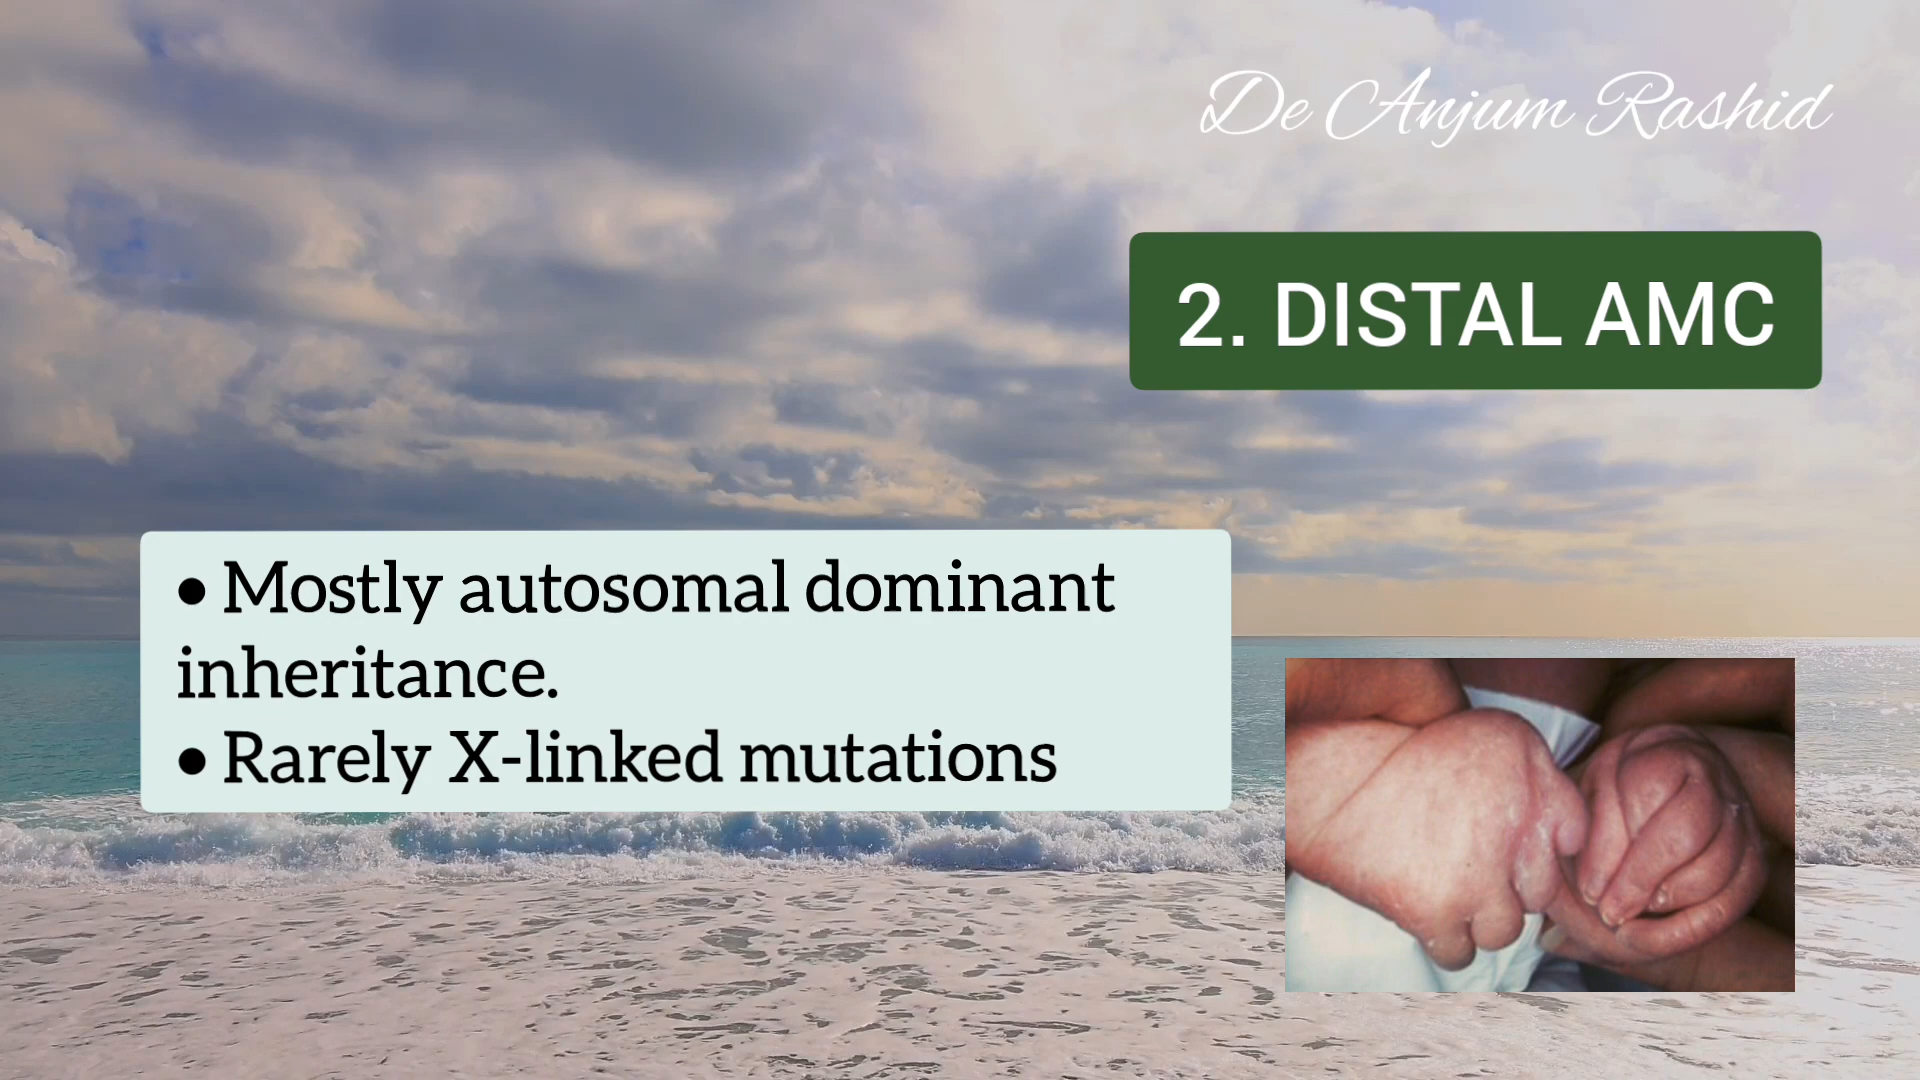 De Anjum Rashid
2. DISTAL AMC
• Mostly autosomal dominant
inheritance.
• Rarely X-linked mutations